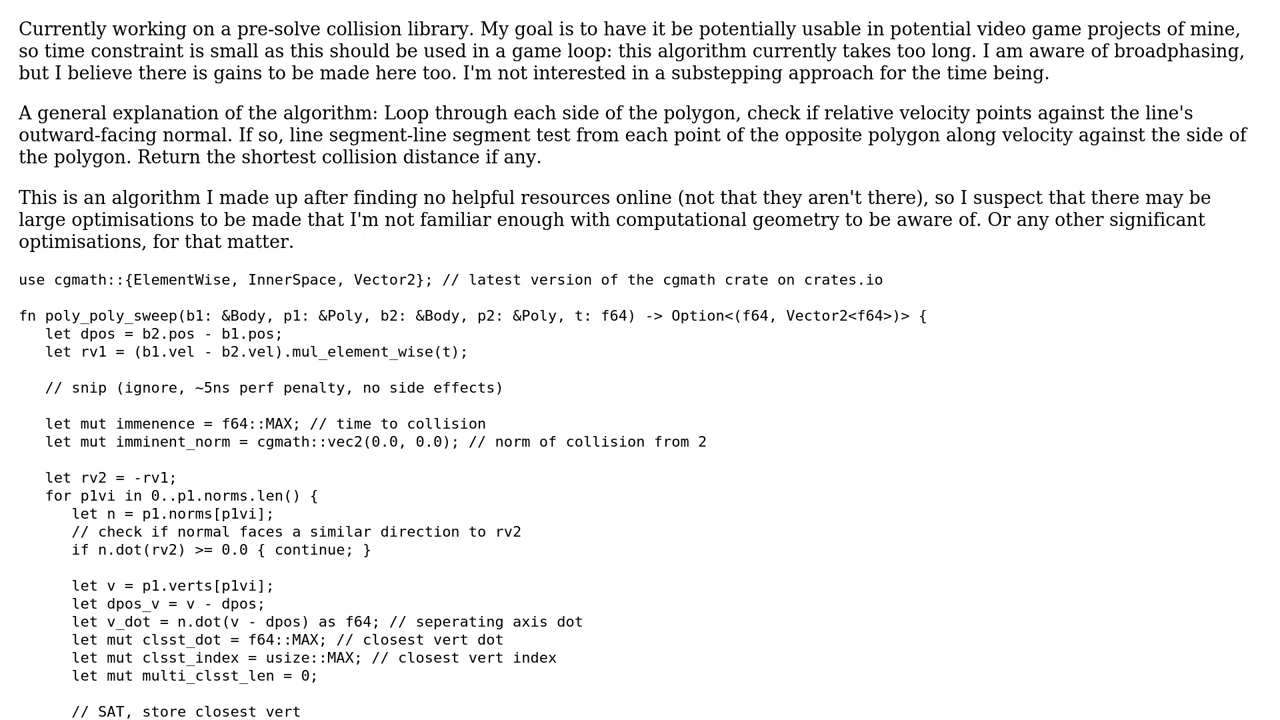 Currently working on a pre-solve collision library. My goal is to have it be potentially usable in potential video game projects of mine,
so time constraint is small as this should be used in a game loop: this algorithm currently takes too long. I am aware of broadphasing,
but I believe there is gains to be made here too. I'm not interested in a substepping approach for the time being.
A general explanation of the algorithm: Loop through each side of the polygon, check if relative velocity points against the line's
outward-facing normal. If so, line segment-line segment test from each point of the opposite polygon along velocity against the side of
the polygon. Return the shortest collision distance if any.
This is an algorithm I made up after finding no helpful resources online (not that they aren't there), so I suspect that there may be
large optimisations to be made that I'm not familiar enough with computational geometry to be aware of. Or any other significant
optimisations, for that matter.
use cgmath::{ElementWise, InnerSpace, Vector2}; // latest version of the cgmath crate on crates.io
fn poly_poly_sweep(b1: &Body, p1: &Poly, b2: &Body, p2: &Poly, t: f64) -> Option<(f64, Vector2<f64>)> {
   let dpos = b2.pos - b1.pos;
   let rv1 = (b1.vel - b2.vel).mul_element_wise(t);
   // snip (ignore, ~5ns perf penalty, no side effects)
   let mut immenence = f64::MAX; // time to collision
   let mut imminent_norm = cgmath::vec2(0.0, 0.0); // norm of collision from 2
   let rv2 = -rv1;
   for p1vi in 0..p1.norms.len() {
      let n = p1.norms[p1vi];
      // check if normal faces a similar direction to rv2
      if n.dot(rv2) >= 0.0 { continue; }
      let v = p1.verts[p1vi];
      let dpos_v = v - dpos;
      let v_dot = n.dot(v - dpos) as f64; // seperating axis dot
      let mut clsst_dot = f64::MAX; // closest vert dot
      let mut clsst_index = usize::MAX; // closest vert index
      let mut multi_clsst_len = 0;
      // SAT, store closest vert